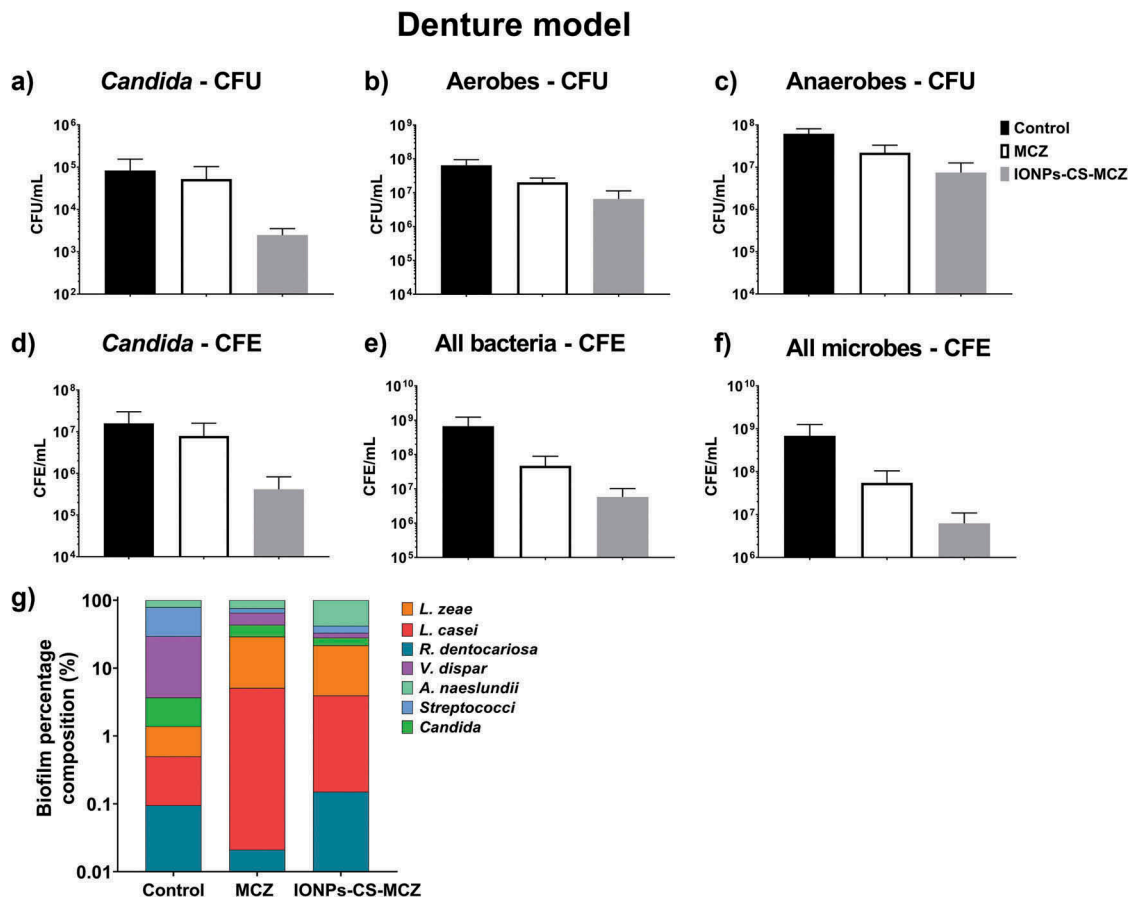 Denture model
a) Candida - CFU
b) Aerobes - CFU
c) Anaerobes - CFU
CFU/mL
10⁶
10⁵
10⁴
10³
10²
CFU/mL
10⁹
10⁸
10⁷
10⁶
10⁵
10⁴
CFU/mL
10⁸
10⁷
10⁶
10⁵
10⁴
Control
MCZ
IONPs-CS-MCZ
d) Candida - CFE
e) All bacteria - CFE
f) All microbes - CFE
CFE/mL
10⁸
10⁷
10⁶
10⁵
10⁴
CFE/mL
10¹⁰
10⁹
10⁸
10⁷
10⁶
10⁵
CFE/mL
10¹⁰
10⁹
10⁸
10⁷
10⁶
g)
Biofilm percentage
composition (%)
100
10
1
0.1
0.01
Control
MCZ
IONPs-CS-MCZ
L. zeae
L. casei
R. dentocariosa
V. dispar
A. naeslundii
Streptococci
Candida